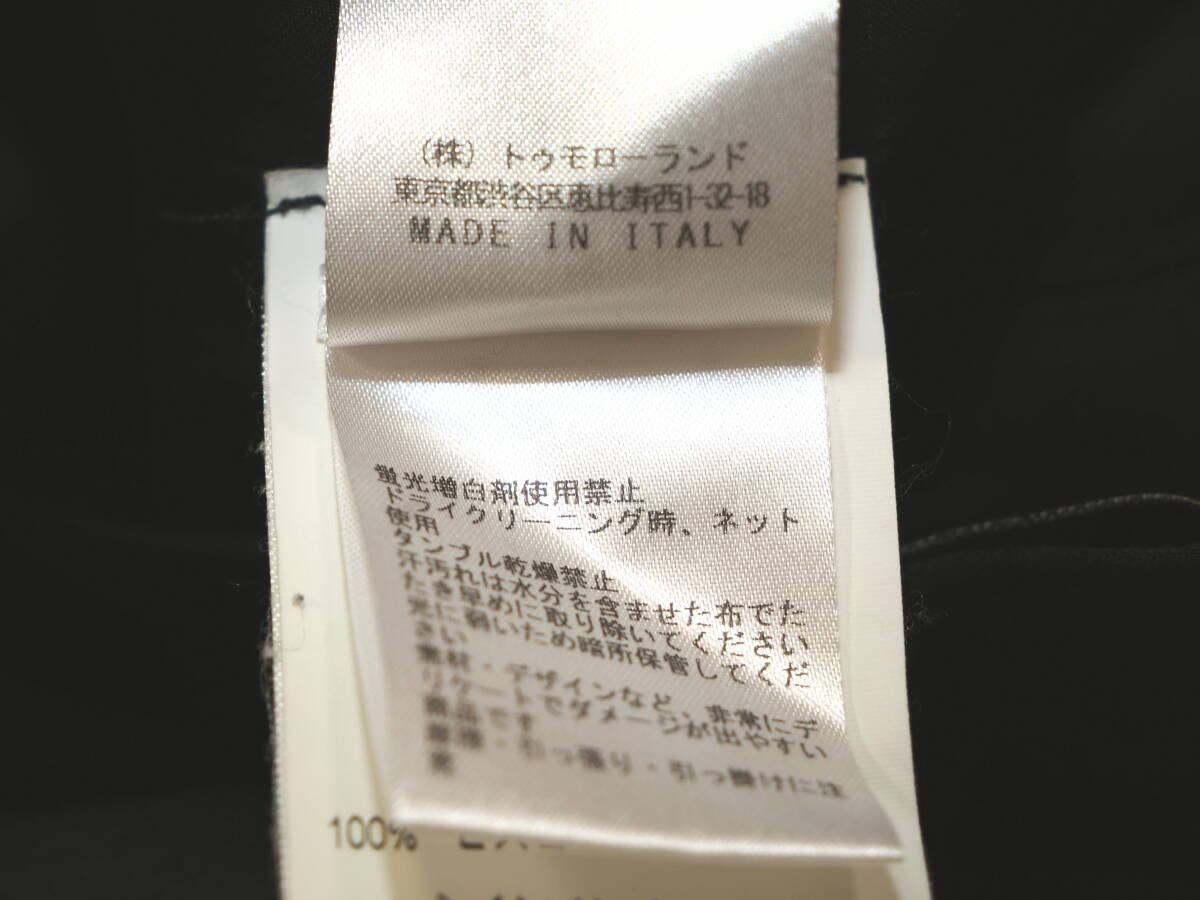 (株)トゥモローランド
東京都渋谷区恵比寿西1-32-18
MADE IN ITALY
蛍光増白剤使用禁止
ドライクリーニング時、ネット
使用
タンブル乾燥禁止
汗汚れは水分を含ませた布でた
たき早めに取り除いてください
光に弱いため暗所保管してくだ
さい
素材・デザインなど、非常にデ
リケートでダメージが出やすい
商品です
摩擦・引っ張り・引っ掛けに注
意
100%